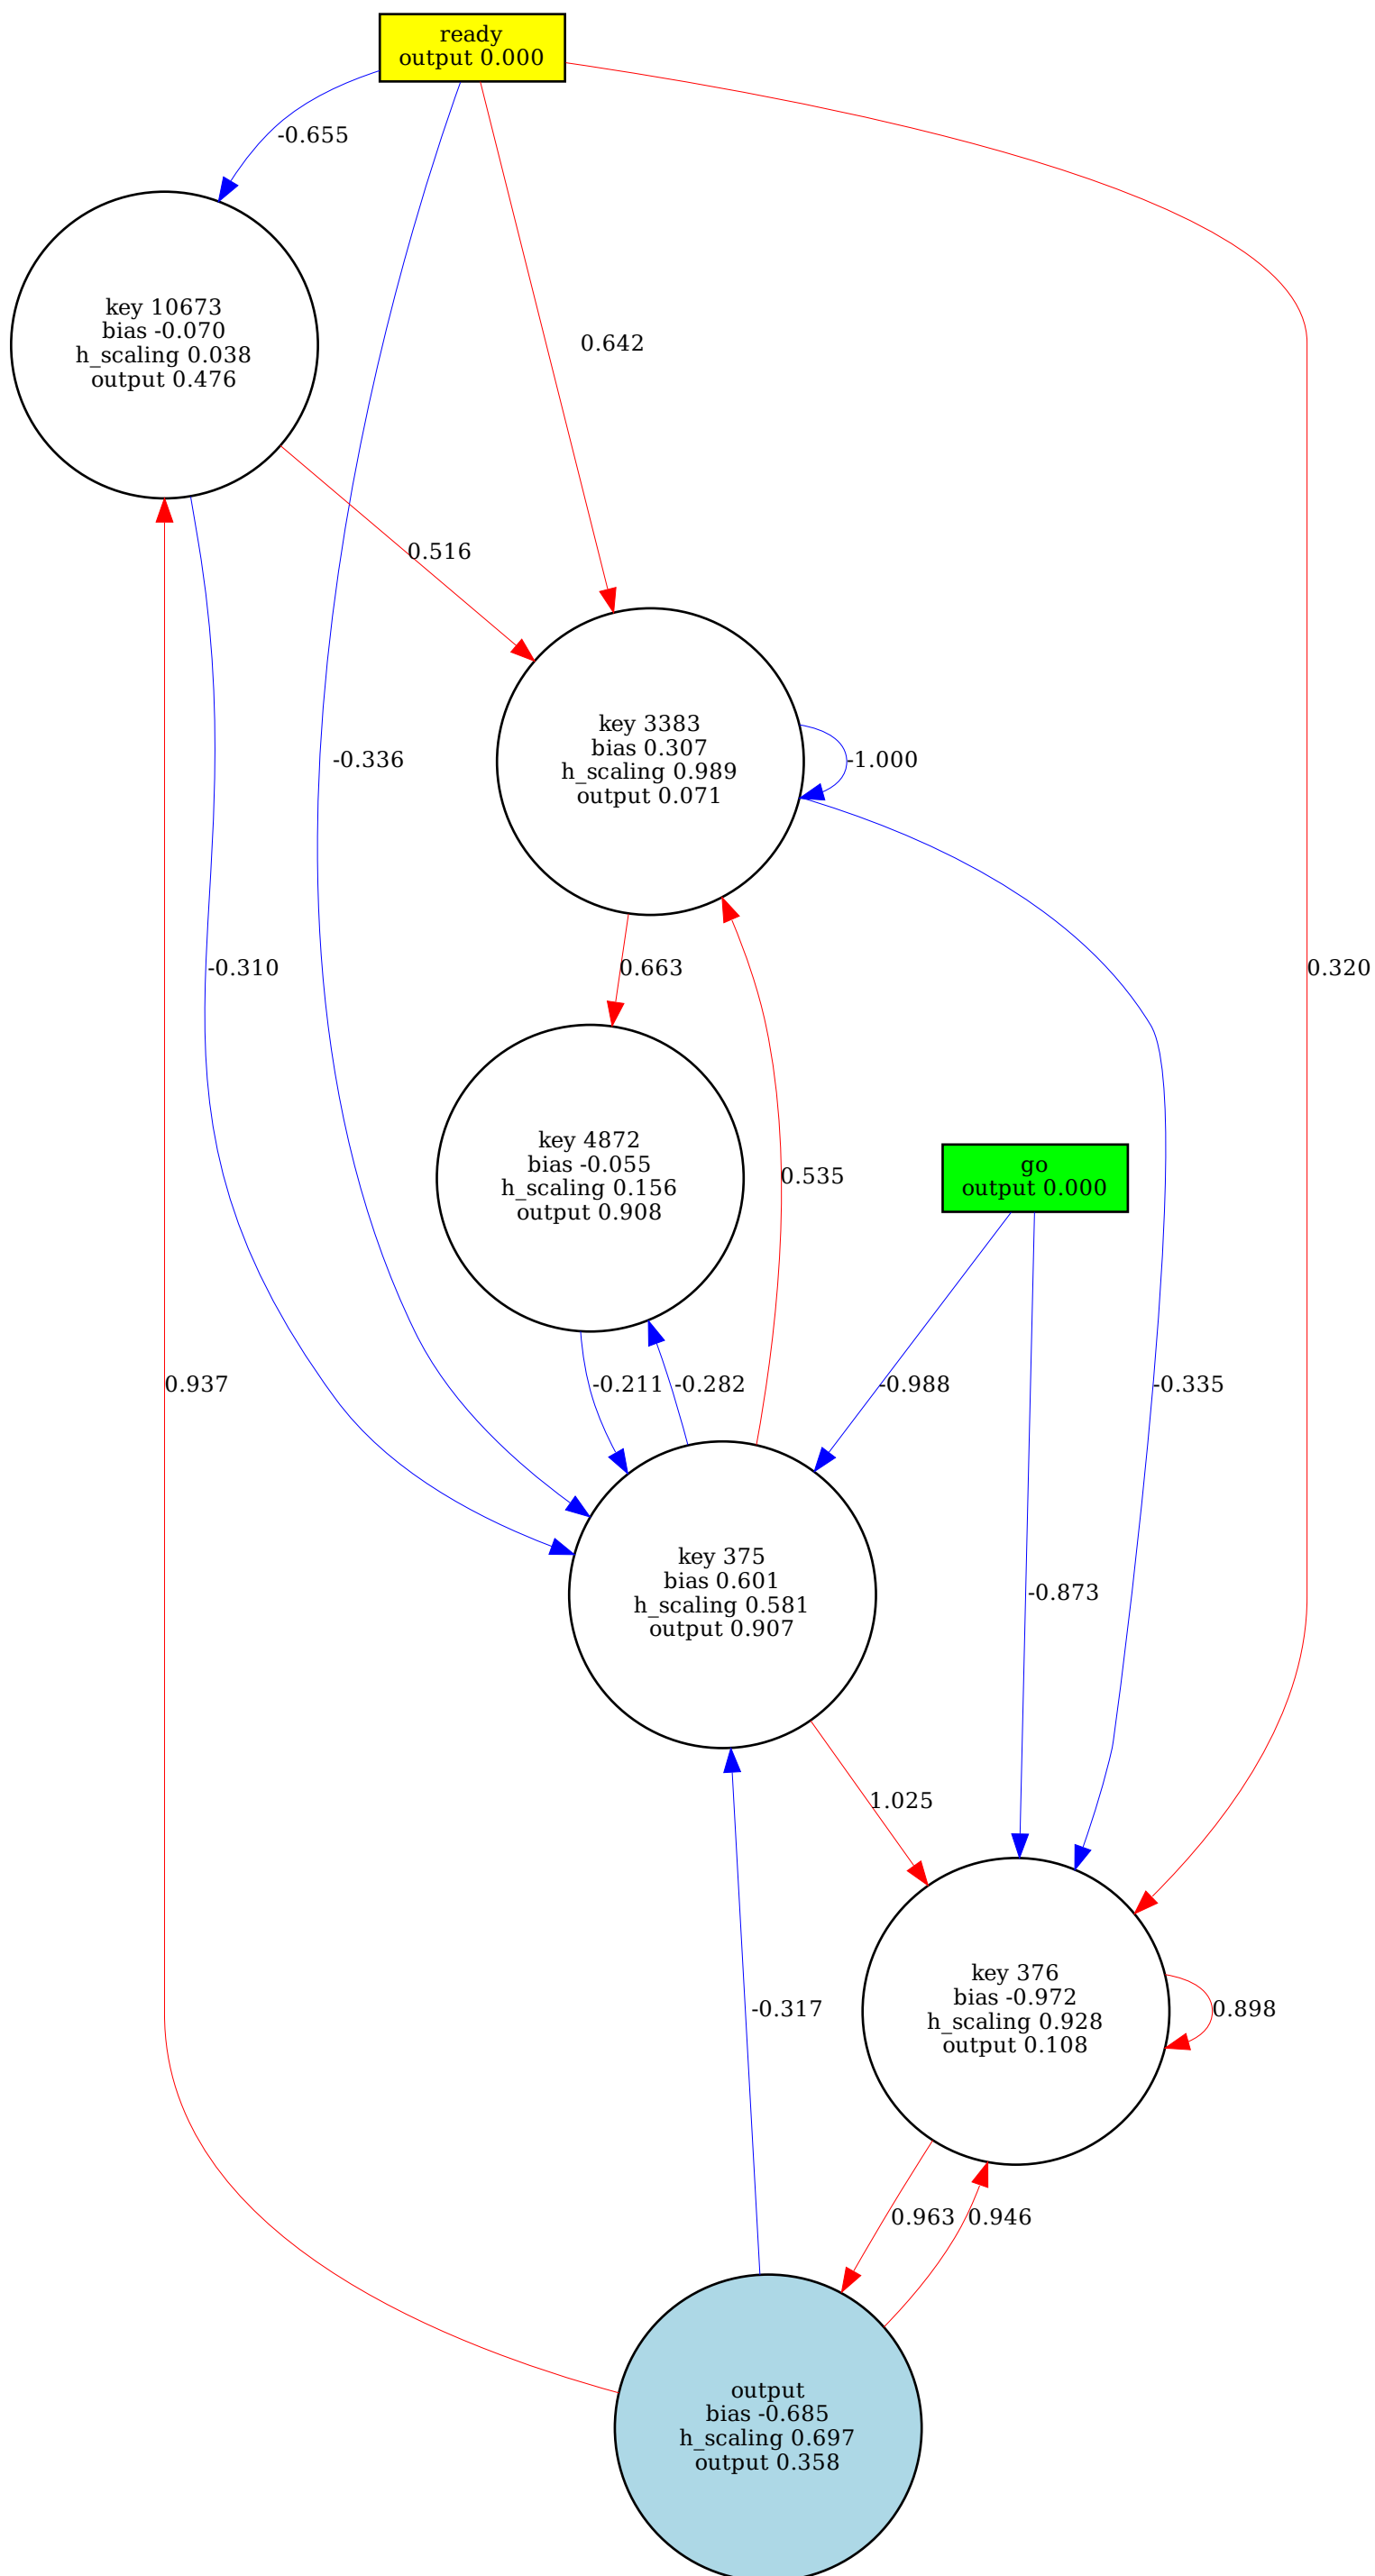 ready
output 0.000
-0.655
key 10673
bias -0.070
h_scaling 0.038
output 0.476
0.642
0.516
key 3383
bias 0.307
h_scaling 0.989
output 0.071
-1.000
-0.336
-0.310
0.663
0.320
key 4872
bias -0.055
h_scaling 0.156
output 0.908
0.535
go
output 0.000
0.937
-0.211
-0.282
-0.988
-0.335
key 375
bias 0.601
h_scaling 0.581
output 0.907
-0.873
1.025
key 376
bias -0.972
h_scaling 0.928
output 0.108
0.898
-0.317
0.963
0.946
output
bias -0.685
h_scaling 0.697
output 0.358